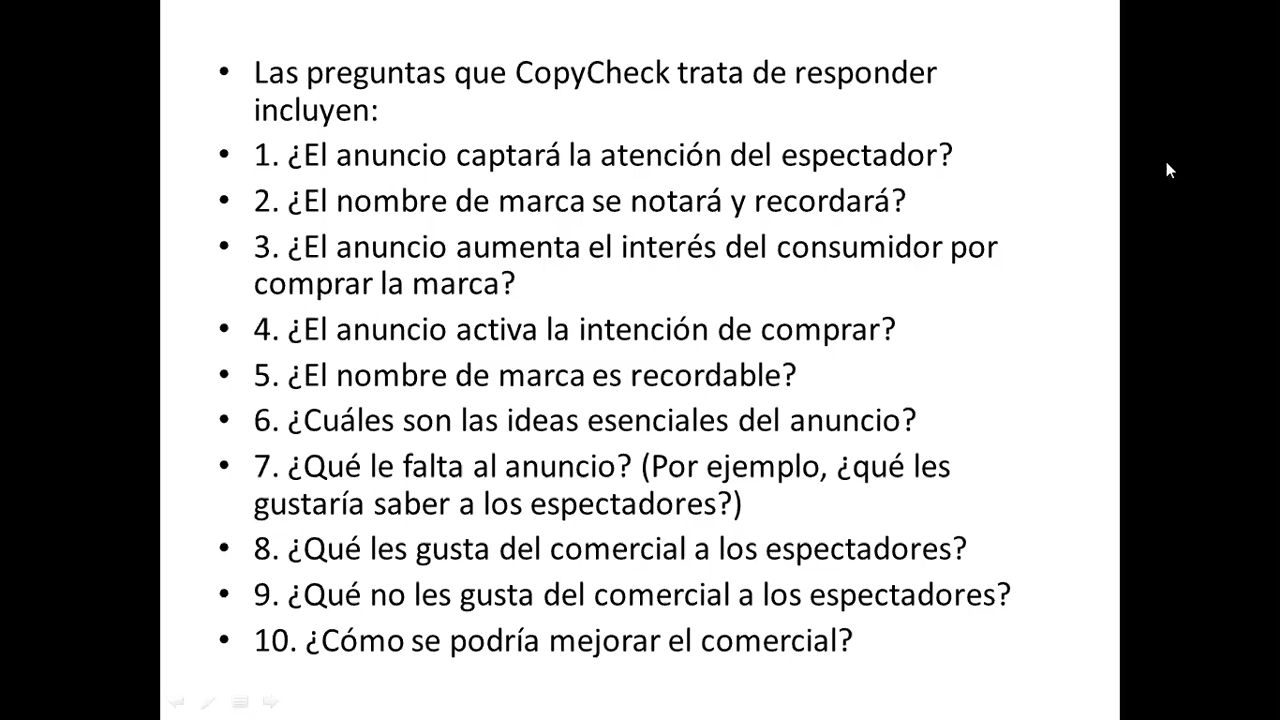 • Las preguntas que CopyCheck trata de responder
incluyen:
• 1. ¿El anuncio captará la atención del espectador?
• 2. ¿El nombre de marca se notará y recordará?
• 3. ¿El anuncio aumenta el interés del consumidor por
comprar la marca?
• 4. ¿El anuncio activa la intención de comprar?
• 5. ¿El nombre de marca es recordable?
• 6. ¿Cuáles son las ideas esenciales del anuncio?
• 7. ¿Qué le falta al anuncio? (Por ejemplo, ¿qué les
gustaría saber a los espectadores?)
• 8. ¿Qué les gusta del comercial a los espectadores?
• 9. ¿Qué no les gusta del comercial a los espectadores?
• 10. ¿Cómo se podría mejorar el comercial?